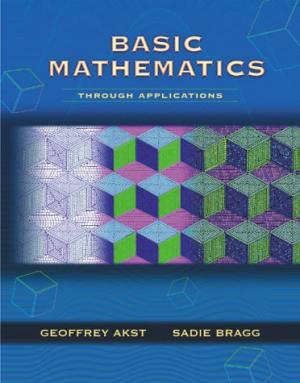 BASIC
MATHEMATICS
THROUGH APPLICATIONS
GEOFFREY AKST SADIE BRAGG